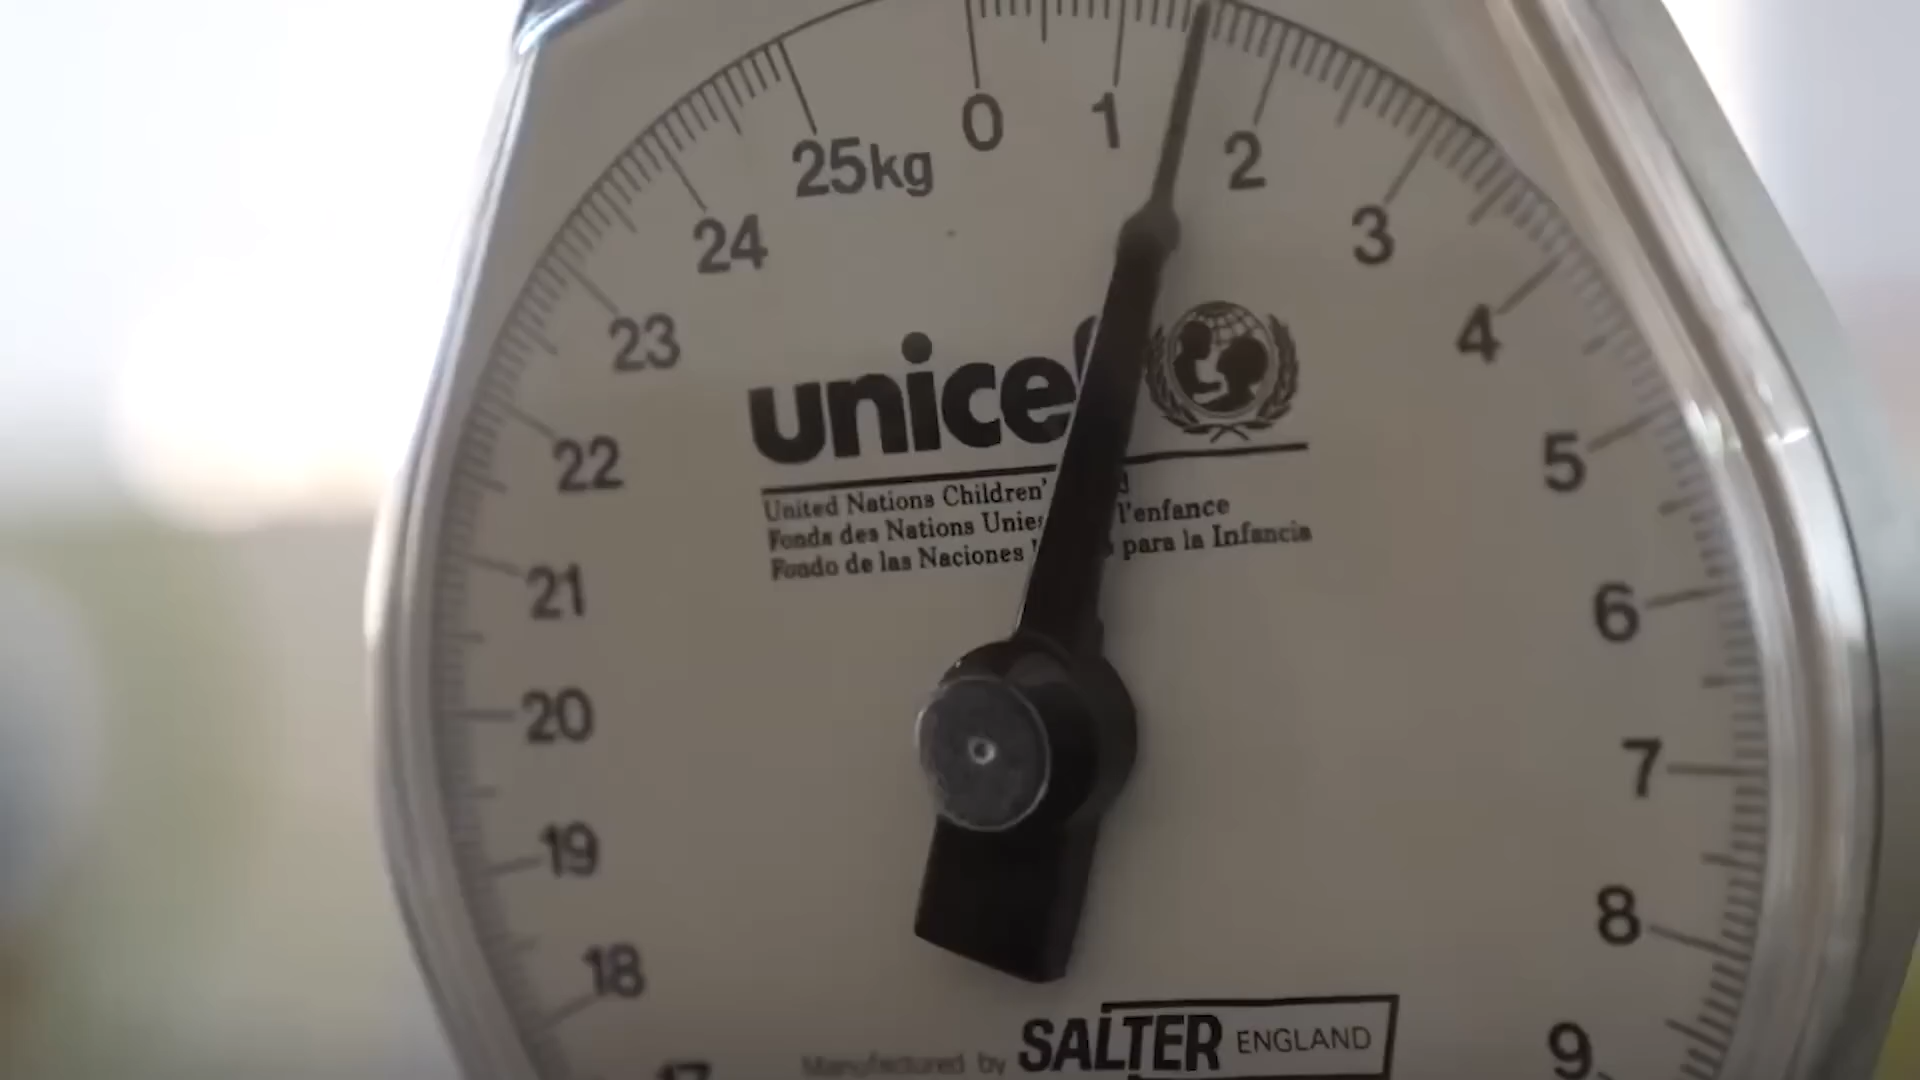 0 1 2 3 4 5 6 7 8 9
18 19 20 21 22 23 24 25kg
unice
United Nations Children'
Fonds des Nations l'enfance
Fondo de las Naciones para la Infancia
Manufactured by SALTER ENGLAND